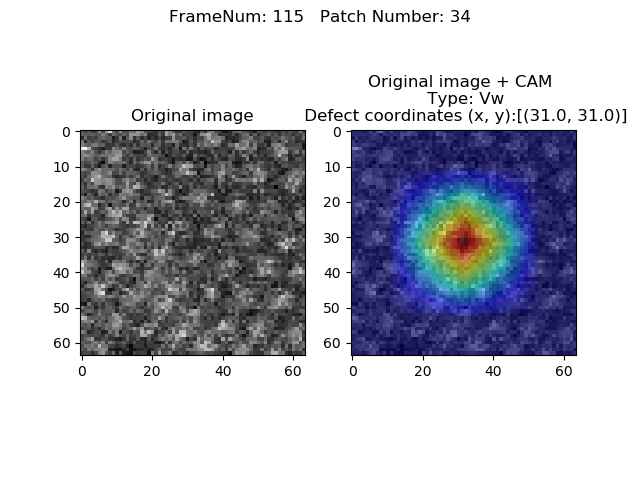 FrameNum: 115   Patch Number: 34
Original image
Original image + CAM
Type: Vw
Defect coordinates (x, y):[(31.0, 31.0)]
0
10
20
30
40
50
60
0 20 40 60
0
10
20
30
40
50
60
0 20 40 60